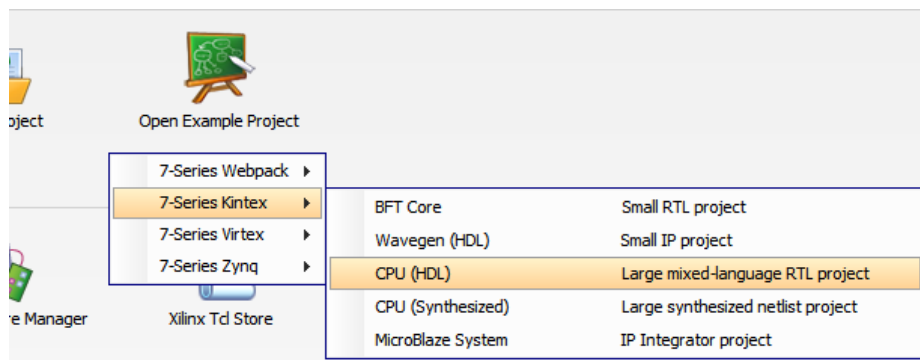 oject
Open Example Project
7-Series Webpack
7-Series Kintex
7-Series Virtex
7-Series Zynq
BFT Core Small RTL project
Wavegen (HDL) Small IP project
CPU (HDL) Large mixed-language RTL project
CPU (Synthesized) Large synthesized netlist project
MicroBlaze System IP Integrator project
re Manager
Xilinx Tcl Store